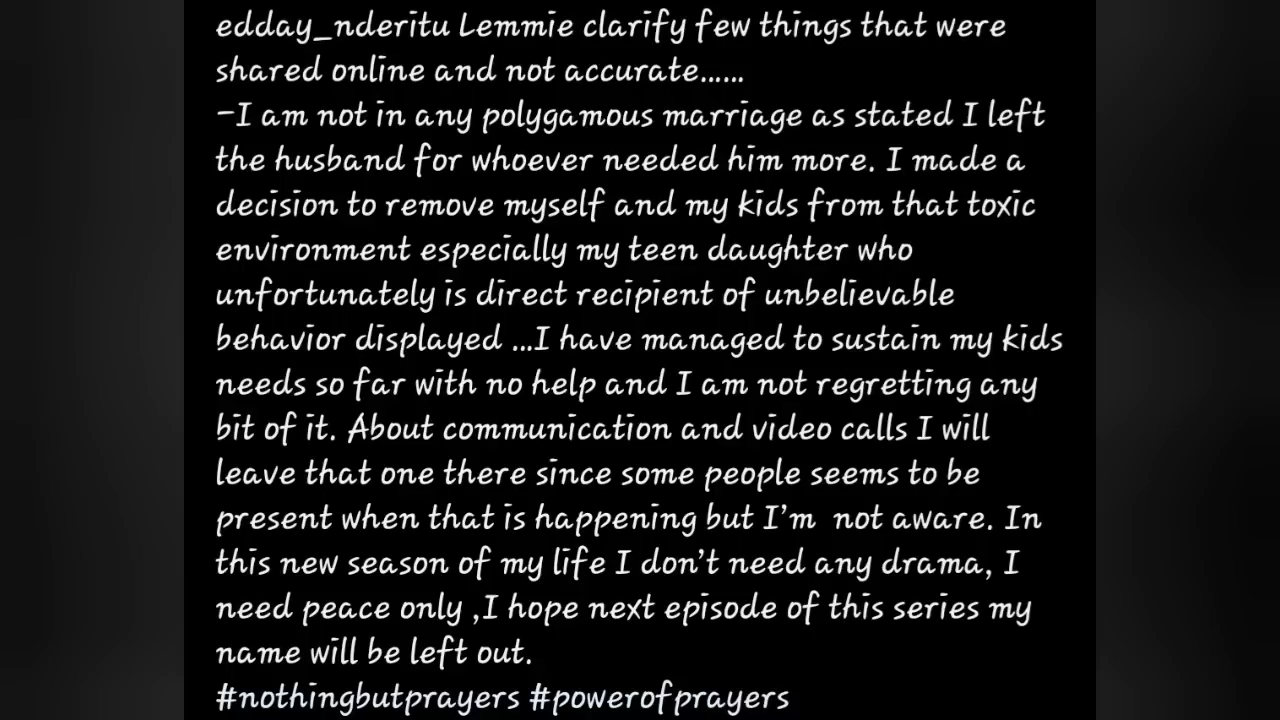 edday_nderitu Lemmie clarify few things that were
shared online and not accurate......
-I am not in any polygamous marriage as stated I left
the husband for whoever needed him more. I made a
decision to remove myself and my kids from that toxic
environment especially my teen daughter who
unfortunately is direct recipient of unbelievable
behavior displayed ...I have managed to sustain my kids
needs so far with no help and I am not regretting any
bit of it. About communication and video calls I will
leave that one there since some people seems to be
present when that is happening but I'm  not aware. In
this new season of my life I don't need any drama, I
need peace only ,I hope next episode of this series my
name will be left out.
#nothingbutprayers #powerofprayers